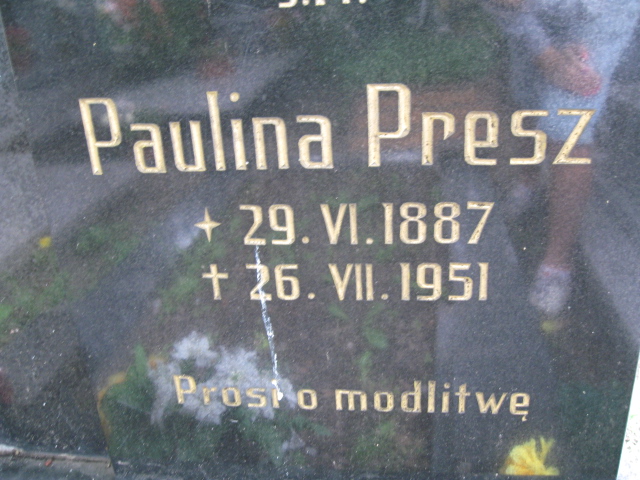 Paulina Presz
+ 29.VI.1887
† 26.VII.1951
Prosi o modlitwę